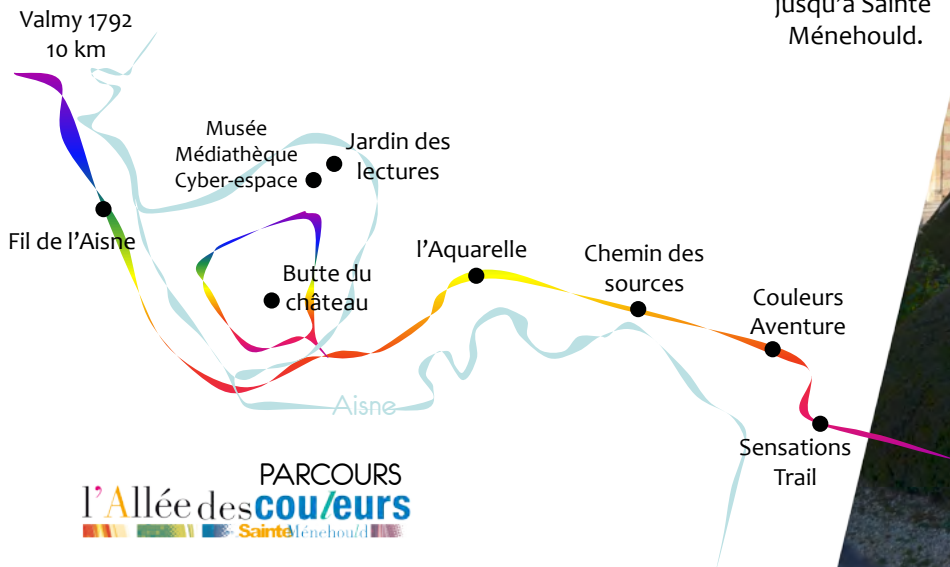 jusqu'à Sainte
Ménehould.
Valmy 1792
10 km
Musée
Médiathèque
Cyber-espace
Jardin des
lectures
Fil de l'Aisne
Butte du
château
l'Aquarelle
Chemin des
sources
Couleurs
Aventure
Aisne
Sensations
Trail
PARCOURS
l'Allée des couleurs
Sainte Ménehould